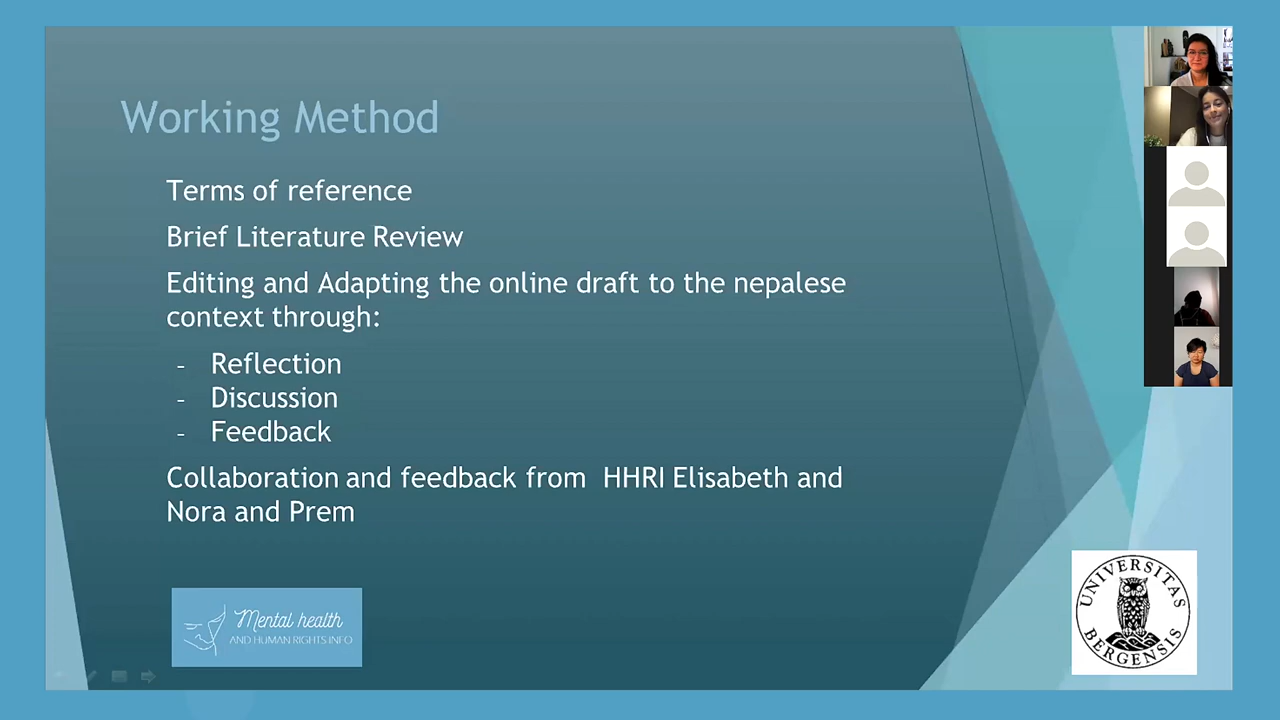 Working Method
Terms of reference
Brief Literature Review
Editing and Adapting the online draft to the nepalese
context through:
- Reflection
- Discussion
- Feedback
Collaboration and feedback from HHRI Elisabeth and
Nora and Prem
Mental health
AND HUMAN RIGHTS INFO
UNIVERSITAS
BERGENSIS